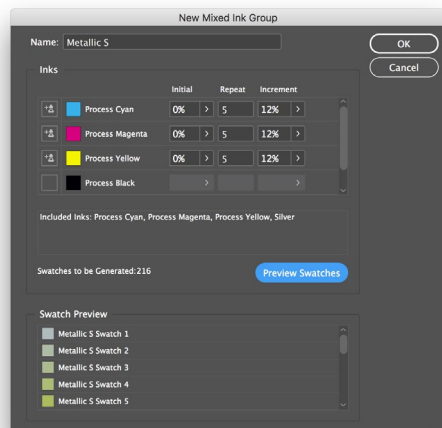 New Mixed Ink Group
Name: Metallic S
OK
Cancel
Inks
Initial Repeat Increment
Process Cyan 0% > 5 12% >
Process Magenta 0% > 5 12% >
Process Yellow 0% > 5 12% >
Process Black > >
Included Inks: Process Cyan, Process Magenta, Process Yellow, Silver
Swatches to be Generated:216
Preview Swatches
Swatch Preview
Metallic S Swatch 1
Metallic S Swatch 2
Metallic S Swatch 3
Metallic S Swatch 4
Metallic S Swatch 5